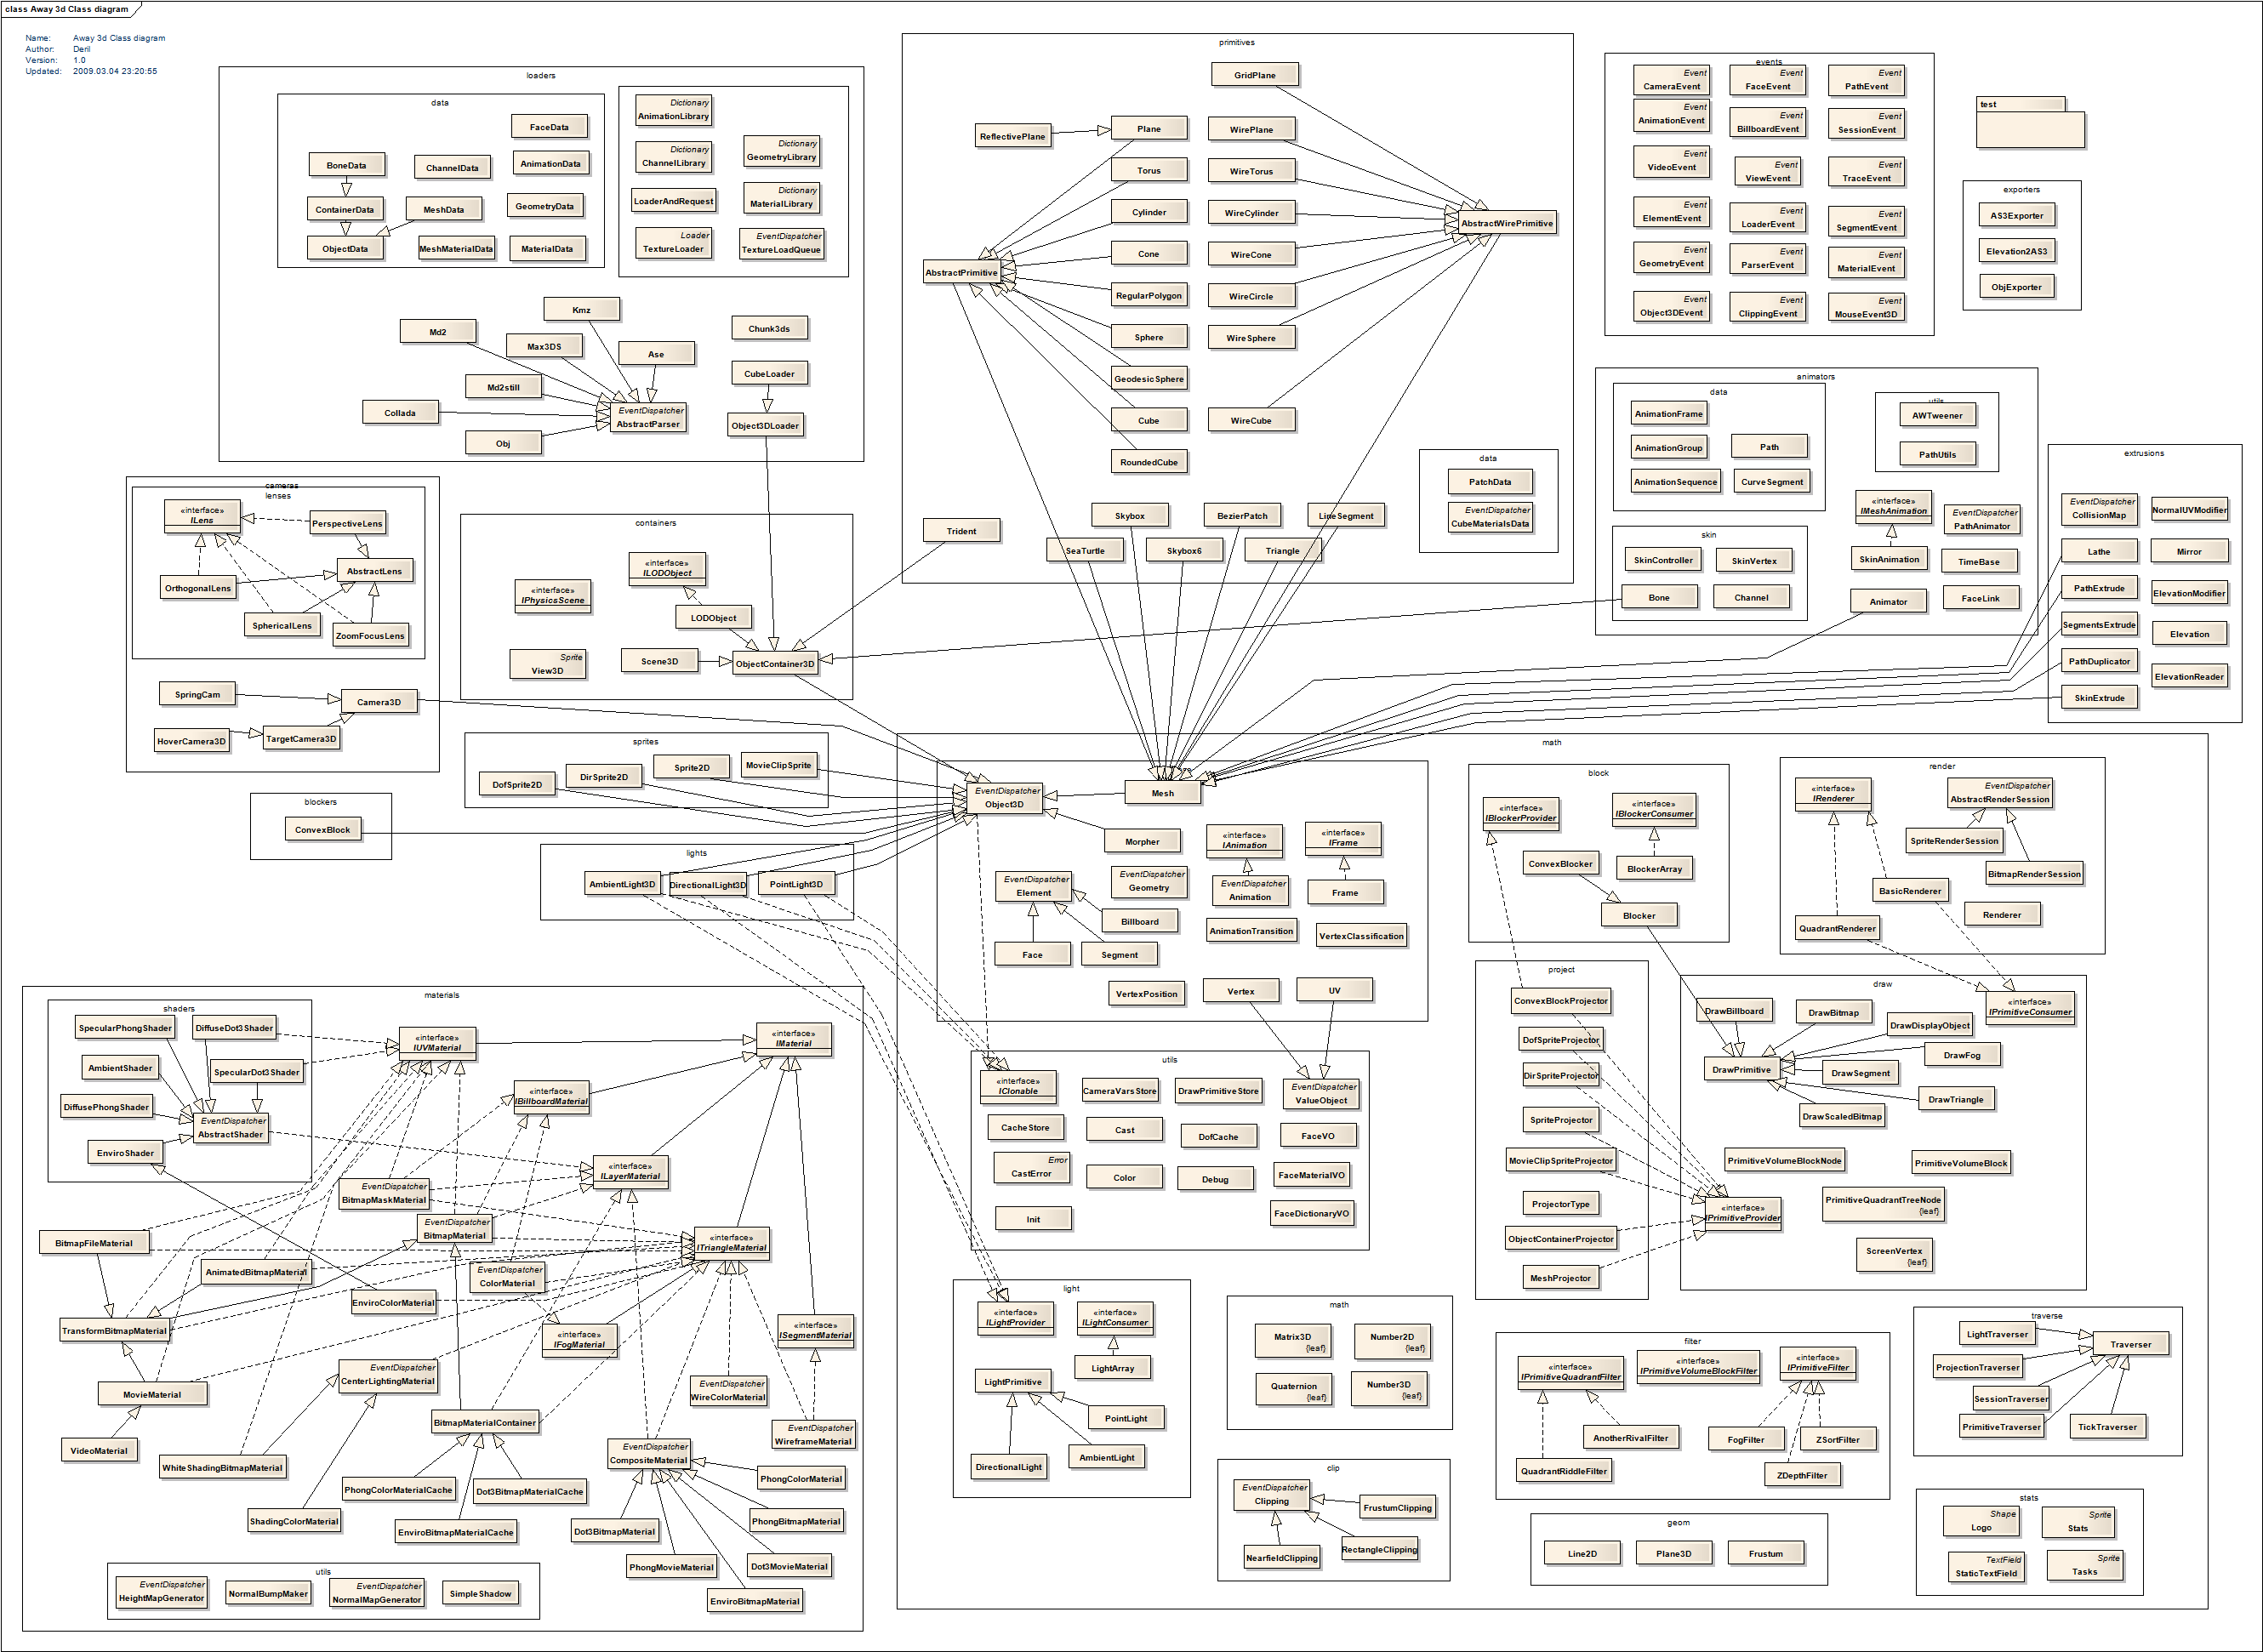 class Away 3d Class diagram
Name: Away 3d Class diagram
Author: Deril
Version: 1.0
Updated: 2009.03.04 23:20:55
loaders
data
FaceData
BoneData
ChannelData
AnimationData
ContainerData
MeshData
GeometryData
ObjectData
MeshMaterialData
MaterialData
Dictionary
AnimationLibrary
Dictionary
ChannelLibrary
Dictionary
GeometryLibrary
LoaderAndRequest
Dictionary
MaterialLibrary
Loader
TextureLoader
EventDispatcher
TextureLoadQueue
Kmz
Md2
Max3DS
Ase
Chunk3ds
CubeLoader
Md2still
Collada
EventDispatcher
AbstractParser
Obj
Object3DLoader
primitives
GridPlane
ReflectivePlane
Plane
WirePlane
Torus
WireTorus
Cylinder
WireCylinder
AbstractWirePrimitive
Cone
WireCone
AbstractPrimitive
RegularPolygon
WireCircle
Sphere
WireSphere
GeodesicSphere
Cube
WireCube
RoundedCube
data
PatchData
EventDispatcher
CubeMaterialsData
Skybox
BezierPatch
LineSegment
Trident
SeaTurtle
Skybox6
Triangle
events
Event
CameraEvent
Event
FaceEvent
Event
PathEvent
Event
AnimationEvent
Event
BillboardEvent
Event
SessionEvent
Event
VideoEvent
Event
ViewEvent
Event
TraceEvent
Event
ElementEvent
Event
LoaderEvent
Event
SegmentEvent
Event
GeometryEvent
Event
ParserEvent
Event
MaterialEvent
Event
Object3DEvent
Event
ClippingEvent
Event
MouseEvent3D
test
exporters
AS3Exporter
Elevation2AS3
ObjExporter
animators
data
AnimationFrame
AnimationGroup
Path
AnimationSequence
CurveSegment
utils
AWTweener
PathUtils
«interface»
IMeshAnimation
EventDispatcher
PathAnimator
skin
SkinController
SkinVertex
Bone
Channel
SkinAnimation
TimeBase
Animator
FaceLink
extrusions
EventDispatcher
CollisionMap
NormalUVModifier
Lathe
Mirror
PathExtrude
ElevationModifier
SegmentsExtrude
Elevation
PathDuplicator
ElevationReader
SkinExtrude
cameras
lenses
«interface»
ILens
PerspectiveLens
AbstractLens
OrthogonalLens
SphericalLens
ZoomFocusLens
SpringCam
Camera3D
HoverCamera3D
TargetCamera3D
containers
«interface»
ILODObject
«interface»
IPhysicsScene
LODObject
Sprite
View3D
Scene3D
ObjectContainer3D
sprites
DofSprite2D
DirSprite2D
Sprite2D
MovieClipSprite
blockers
ConvexBlock
lights
AmbientLight3D
DirectionalLight3D
PointLight3D
math
EventDispatcher
Object3D
Mesh
Morpher
«interface»
IAnimation
«interface»
IFrame
EventDispatcher
Element
EventDispatcher
Geometry
EventDispatcher
Animation
Frame
Billboard
AnimationTransition
VertexClassification
Face
Segment
VertexPosition
Vertex
UV
block
«interface»
IBlockerProvider
«interface»
IBlockerConsumer
ConvexBlocker
BlockerArray
Blocker
render
«interface»
IRenderer
EventDispatcher
AbstractRenderSession
SpriteRenderSession
BitmapRenderSession
BasicRenderer
Renderer
QuadrantRenderer
project
ConvexBlockProjector
DofSpriteProjector
DirSpriteProjector
SpriteProjector
MovieClipSpriteProjector
ProjectorType
ObjectContainerProjector
MeshProjector
draw
«interface»
IPrimitiveConsumer
DrawBillboard
DrawBitmap
DrawDisplayObject
DrawFog
DrawPrimitive
DrawSegment
DrawTriangle
DrawScaledBitmap
PrimitiveVolumeBlockNode
PrimitiveVolumeBlock
«interface»
IPrimitiveProvider
PrimitiveQuadrantTreeNode
{leaf}
ScreenVertex
{leaf}
utils
«interface»
IClonable
CameraVarsStore
DrawPrimitiveStore
EventDispatcher
ValueObject
CacheStore
Cast
DofCache
FaceVO
Error
CastError
Color
Debug
FaceMaterialVO
Init
FaceDictionaryVO
light
«interface»
ILightProvider
«interface»
ILightConsumer
LightArray
LightPrimitive
PointLight
DirectionalLight
AmbientLight
math
Matrix3D
{leaf}
Number2D
{leaf}
Quaternion
{leaf}
Number3D
{leaf}
clip
EventDispatcher
Clipping
FrustumClipping
NearfieldClipping
RectangleClipping
filter
«interface»
IPrimitiveQuadrantFilter
«interface»
IPrimitiveVolumeBlockFilter
«interface»
IPrimitiveFilter
AnotherRivalFilter
FogFilter
ZSortFilter
QuadrantRiddleFilter
ZDepthFilter
geom
Line2D
Plane3D
Frustum
traverse
LightTraverser
Traverser
ProjectionTraverser
SessionTraverser
PrimitiveTraverser
TickTraverser
stats
Shape
Logo
Sprite
Stats
TextField
StaticTextField
Sprite
Tasks
materials
shaders
SpecularPhongShader
DiffuseDot3Shader
AmbientShader
SpecularDot3Shader
DiffusePhongShader
EventDispatcher
AbstractShader
EnviroShader
«interface»
IUVMaterial
«interface»
IMaterial
«interface»
IBillboardMaterial
«interface»
ILayerMaterial
EventDispatcher
BitmapMaskMaterial
EventDispatcher
BitmapMaterial
«interface»
ITriangleMaterial
BitmapFileMaterial
AnimatedBitmapMaterial
EventDispatcher
ColorMaterial
EnviroColorMaterial
TransformBitmapMaterial
«interface»
IFogMaterial
«interface»
ISegmentMaterial
EventDispatcher
CenterLightingMaterial
MovieMaterial
EventDispatcher
WireColorMaterial
BitmapMaterialContainer
EventDispatcher
WireframeMaterial
VideoMaterial
WhiteShadingBitmapMaterial
EventDispatcher
CompositeMaterial
PhongColorMaterial
PhongColorMaterialCache
Dot3BitmapMaterialCache
ShadingColorMaterial
EnviroBitmapMaterialCache
Dot3BitmapMaterial
PhongBitmapMaterial
PhongMovieMaterial
Dot3MovieMaterial
EnviroBitmapMaterial
utils
EventDispatcher
HeightMapGenerator
NormalBumpMaker
EventDispatcher
NormalMapGenerator
SimpleShadow